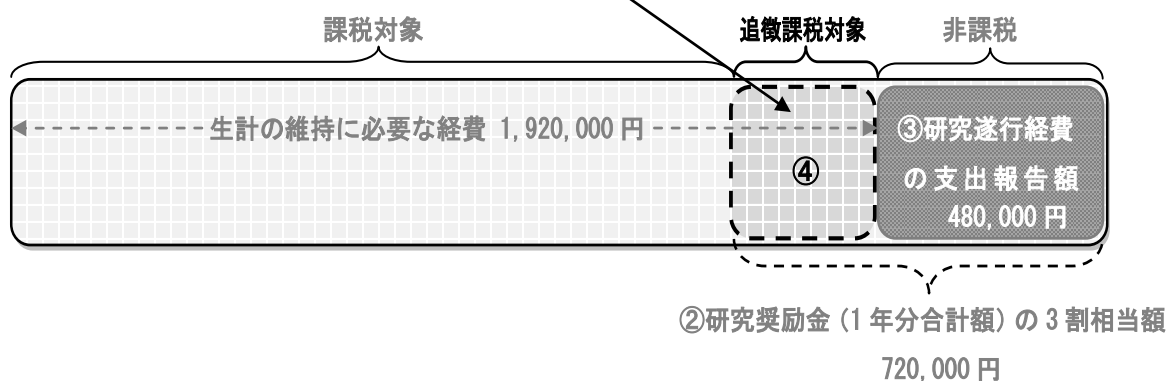 課税対象 追徴課税対象 非課税
生計の維持に必要な経費 1,920,000 円
③研究遂行経費
の支出報告額
480,000 円
④
②研究奨励金(1年分合計額)の3割相当額
720,000 円